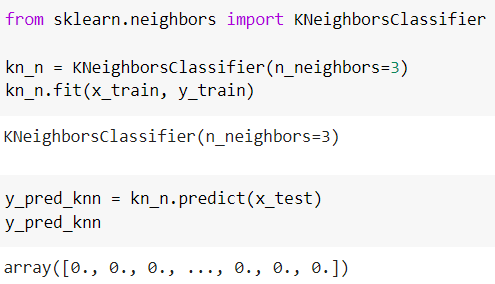 from sklearn.neighbors import KNeighborsClassifier
kn_n = KNeighborsClassifier(n_neighbors=3)
kn_n.fit(x_train, y_train)
KNeighborsClassifier(n_neighbors=3)
y_pred_knn = kn_n.predict(x_test)
y_pred_knn
array([0., 0., 0., ..., 0., 0., 0.])